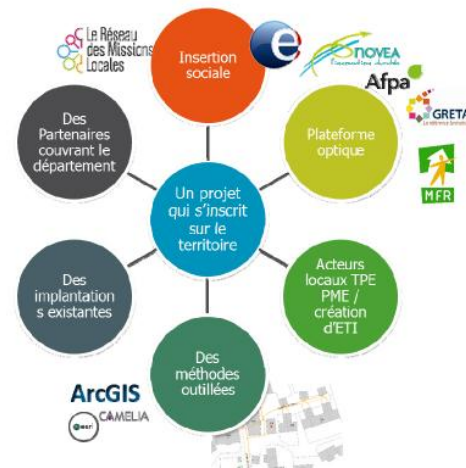 Le Réseau
des Missions
Locales
Insertion
sociale
e
Afpa
GRETA
MFR
Des
Partenaires
couvrant le
département
Plateforme
optique
Un projet
qui s'inscrit
sur le
territoire
Des
implantation
s existantes
Acteurs
locaux TPE
PME /
création
d'ETI
Des
méthodes
outillées
ArcGIS
esri
CAMELIA